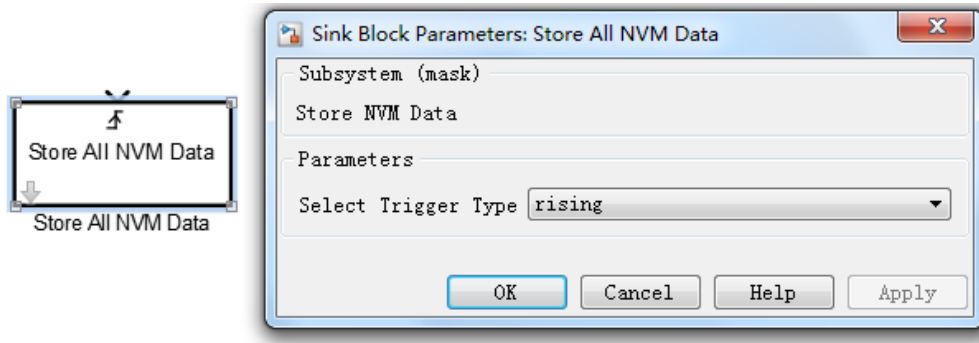 Store All NVM Data
Store All NVM Data
Sink Block Parameters: Store All NVM Data
Subsystem (mask)
Store NVM Data
Parameters
Select Trigger Type rising
OK Cancel Help Apply